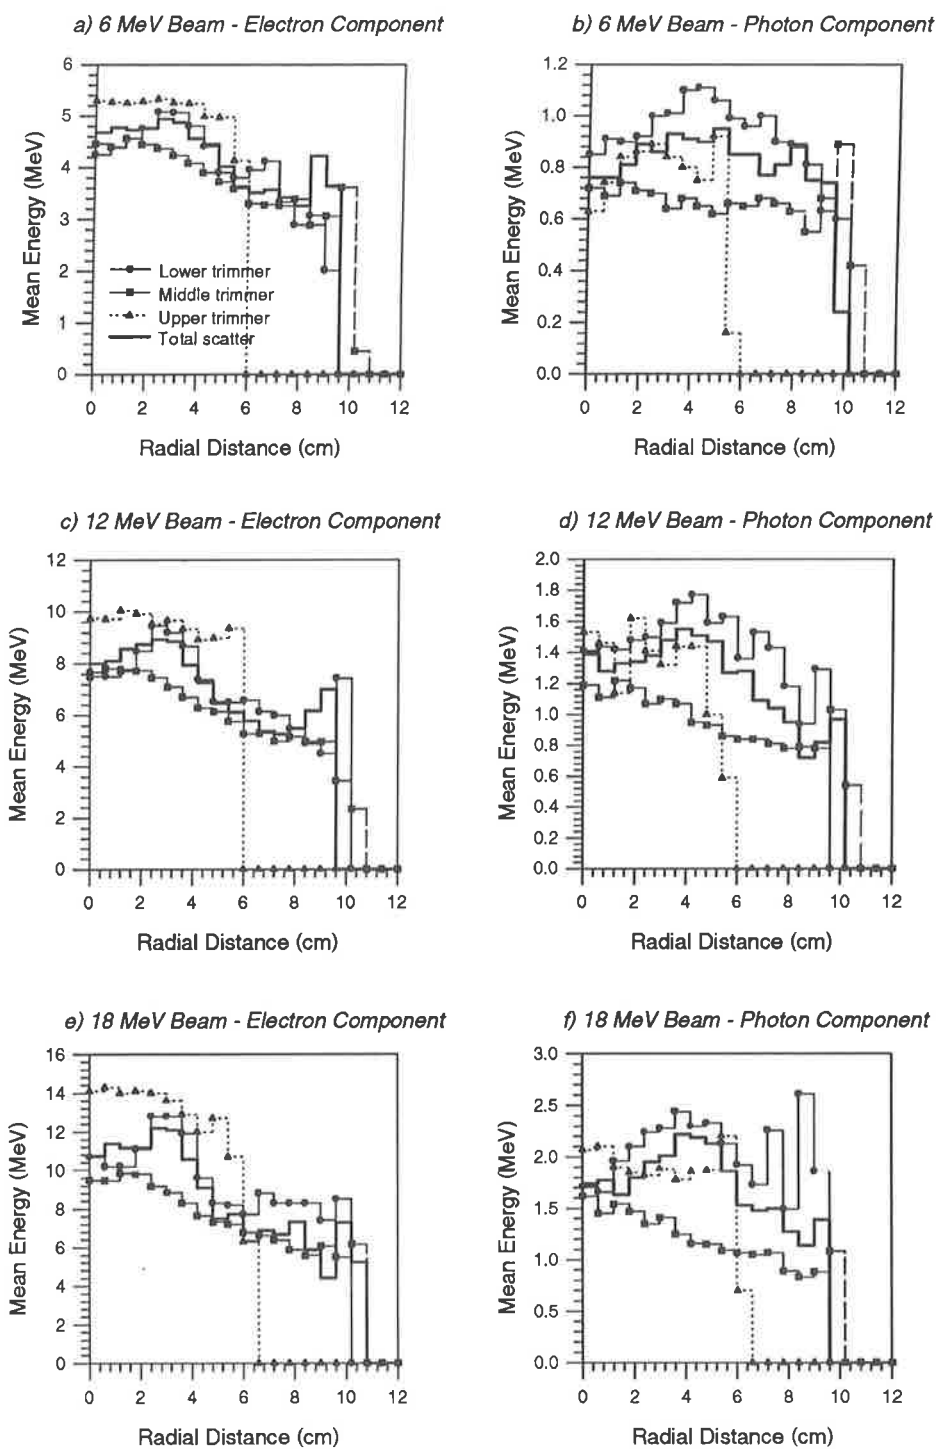 a) 6 MeV Beam - Electron Component
b) 6 MeV Beam - Photon Component
Mean Energy (MeV)
6
5
4
3
2
1
0
Lower trimmer
Middle trimmer
Upper trimmer
Total scatter
0 2 4 6 8 10 12
Radial Distance (cm)
Mean Energy (MeV)
1.2
1.0
0.8
0.6
0.4
0.2
0.0
0 2 4 6 8 10 12
Radial Distance (cm)
c) 12 MeV Beam - Electron Component
d) 12 MeV Beam - Photon Component
Mean Energy (MeV)
12
10
8
6
4
2
0
0 2 4 6 8 10 12
Radial Distance (cm)
Mean Energy (MeV)
2.0
1.8
1.6
1.4
1.2
1.0
0.8
0.6
0.4
0.2
0.0
0 2 4 6 8 10 12
Radial Distance (cm)
e) 18 MeV Beam - Electron Component
f) 18 MeV Beam - Photon Component
Mean Energy (MeV)
16
14
12
10
8
6
4
2
0
0 2 4 6 8 10 12
Radial Distance (cm)
Mean Energy (MeV)
3.0
2.5
2.0
1.5
1.0
0.5
0.0
0 2 4 6 8 10 12
Radial Distance (cm)